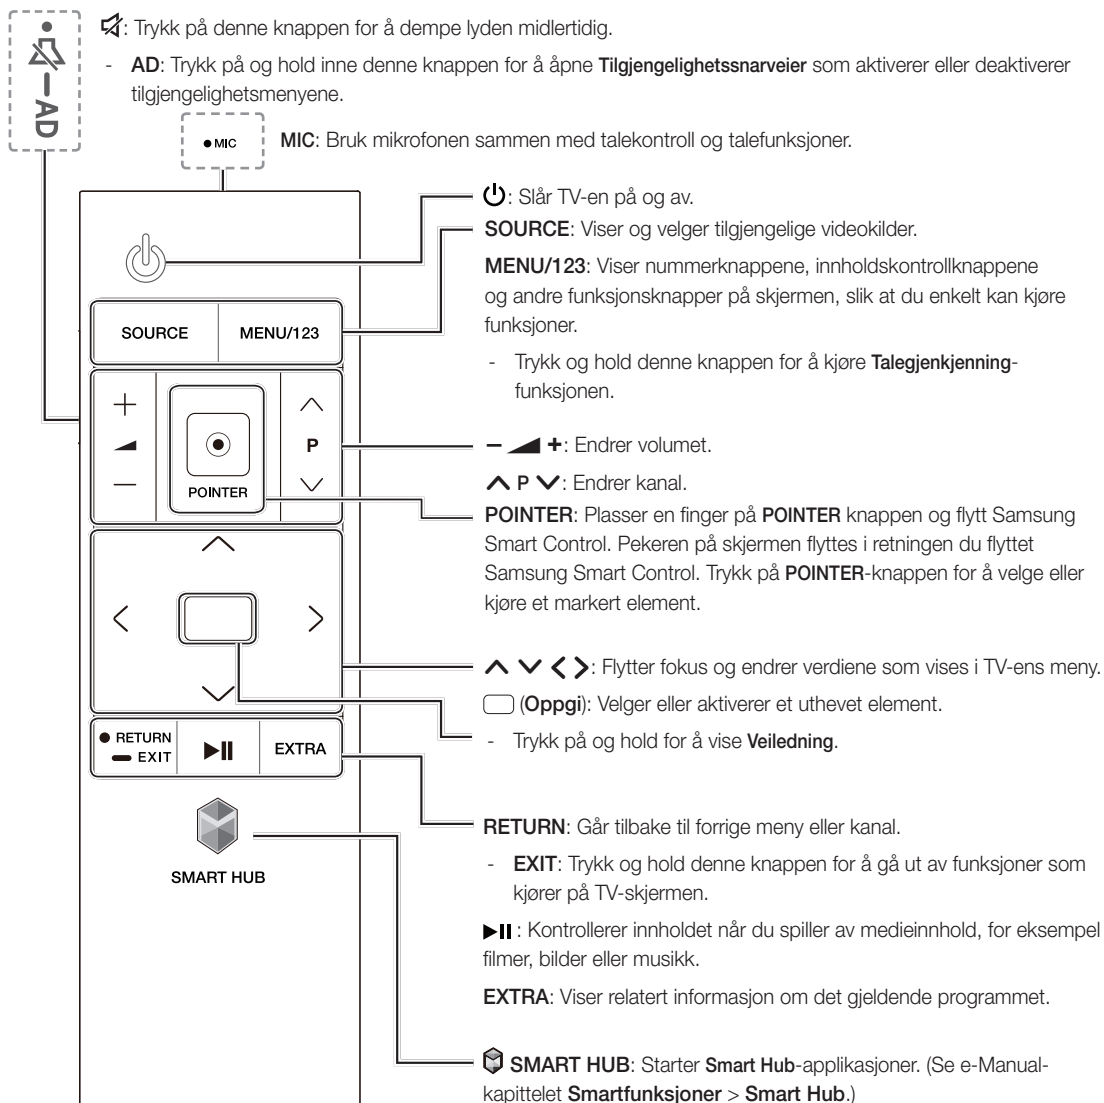 : Trykk på denne knappen for å dempe lyden midlertidig.
- AD: Trykk på og hold inne denne knappen for å åpne Tilgjengelighetssnarveier som aktiverer eller deaktiverer
tilgjengelighetsmenyene.
AD
MIC
MIC: Bruk mikrofonen sammen med talekontroll og talefunksjoner.
: Slår TV-en på og av.
SOURCE: Viser og velger tilgjengelige videokilder.
MENU/123: Viser nummerknappene, innholdskontrollknappene
og andre funksjonsknapper på skjermen, slik at du enkelt kan kjøre
funksjoner.
- Trykk og hold denne knappen for å kjøre Talegjenkjenning-
funksjonen.
SOURCE
MENU/123
+
−
P
POINTER
− +: Endrer volumet.
P : Endrer kanal.
POINTER: Plasser en finger på POINTER knappen og flytt Samsung
Smart Control. Pekeren på skjermen flyttes i retningen du flyttet
Samsung Smart Control. Trykk på POINTER-knappen for å velge eller
kjøre et markert element.
: Flytter fokus og endrer verdiene som vises i TV-ens meny.
(Oppgi): Velger eller aktiverer et uthevet element.
- Trykk på og hold for å vise Veiledning.
RETURN
EXIT
EXTRA
RETURN: Går tilbake til forrige meny eller kanal.
- EXIT: Trykk og hold denne knappen for å gå ut av funksjoner som
kjører på TV-skjermen.
: Kontrollerer innholdet når du spiller av medieinnhold, for eksempel
filmer, bilder eller musikk.
EXTRA: Viser relatert informasjon om det gjeldende programmet.
SMART HUB
SMART HUB: Starter Smart Hub-applikasjoner. (Se e-Manual-
kapittelet Smartfunksjoner > Smart Hub.)